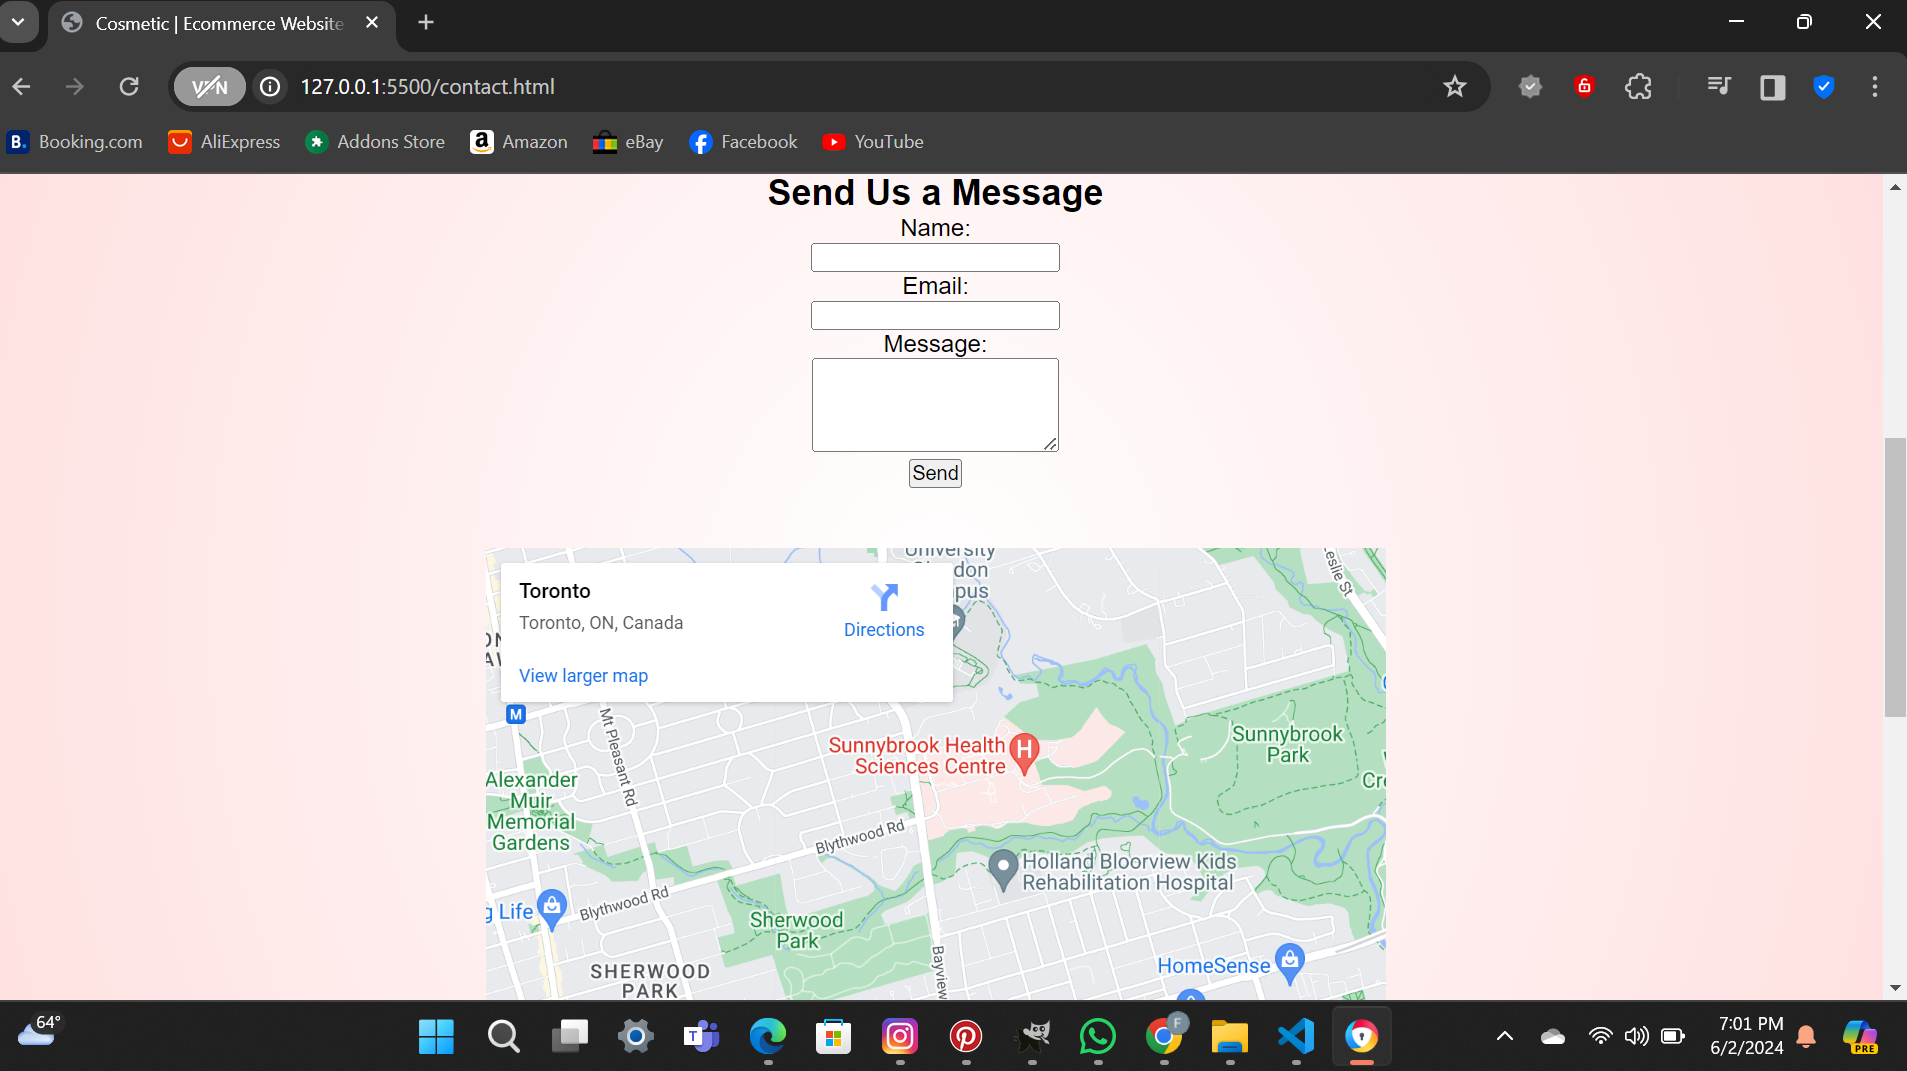 Cosmetic | Ecommerce Website
VPN
127.0.0.1:5500/contact.html
B. Booking.com
AliExpress
Addons Store
a Amazon
eBay
Facebook
YouTube
Send Us a Message
Name:
Email:
Message:
Send
Toronto
Toronto, ON, Canada
Directions
View larger map
University
pus
Leslie St
M
Mt Pleasant Rd
Sunnybrook Health
Sciences Centre
H
Sunnybrook
Park
Alexander
Muir
Memorial
Gardens
Blythwood Rd
Holland Bloorview Kids
Rehabilitation Hospital
g Life
Blythwood Rd
Sherwood
Park
Bayview
HomeSense
SHERWOOD
PARK
64°
T
F
PRE
7:01 PM
6/2/2024